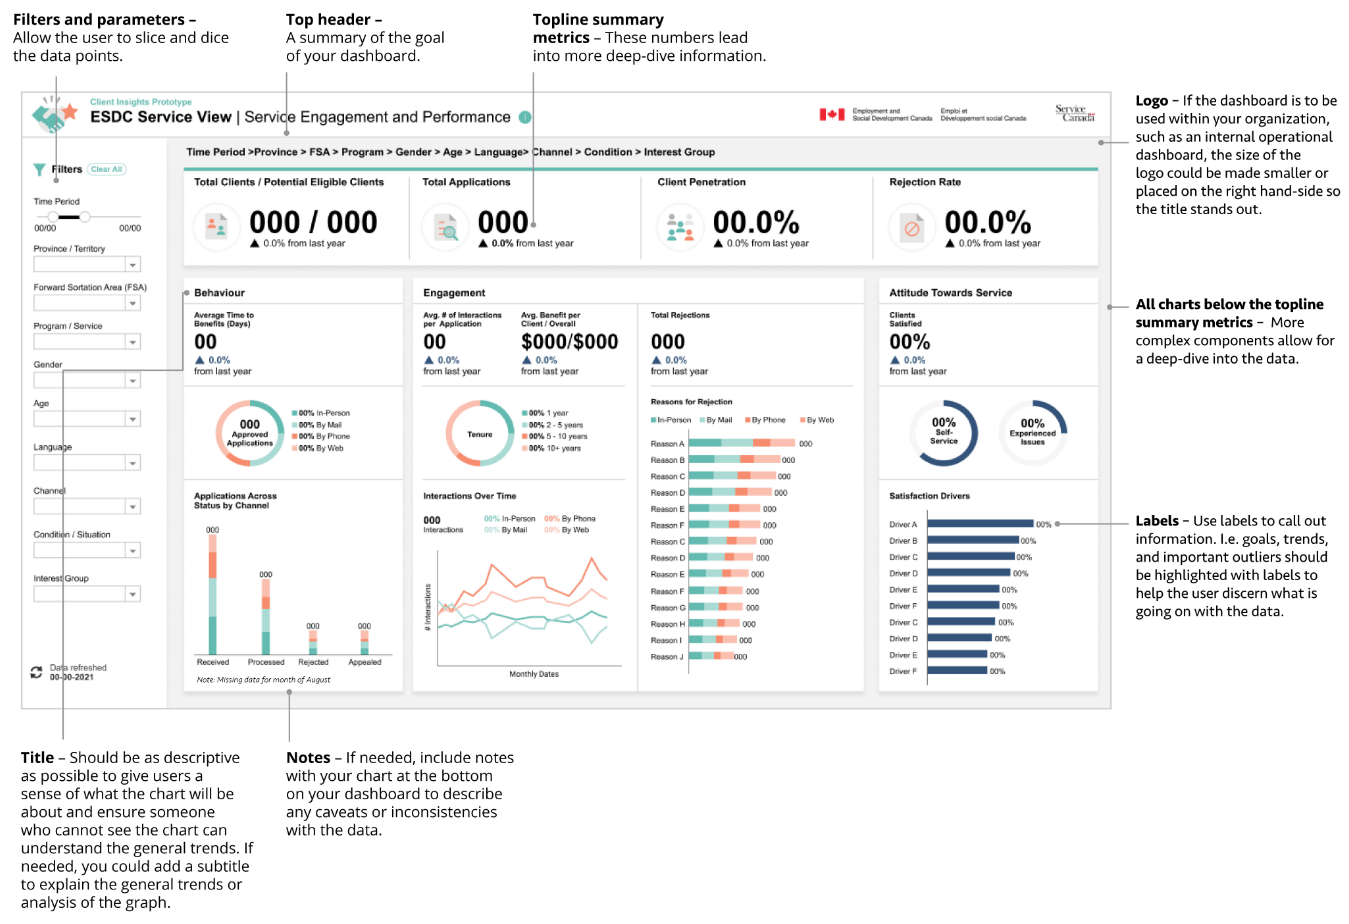 Filters and parameters –
Allow the user to slice and dice
the data points.
Top header –
A summary of the goal
of your dashboard.
Topline summary
metrics – These numbers lead
into more deep-dive information.
Client Insights Prototype
ESDC Service View | Service Engagement and Performance
Employment and
Social Development Canada
Emploi et
Développement social Canada
Service
Canada
Logo – If the dashboard is to be
used within your organization,
such as an internal operational
dashboard, the size of the
logo could be made smaller or
placed on the right hand-side so
the title stands out.
Filters
Clear All
Time Period
00/00
00/00
Province / Territory
Forward Sortation Area (FSA)
Program / Service
Gender
Age
Language
Channel
Condition / Situation
Interest Group
Data refreshed
00-00-2021
Time Period >Province > FSA > Program > Gender > Age > Language> Channel > Condition > Interest Group
Total Clients / Potential Eligible Clients
000 / 000
▲ 0.0% from last year
Total Applications
000
▲ 0.0% from last year
Client Penetration
00.0%
▲ 0.0% from last year
Rejection Rate
00.0%
▲ 0.0% from last year
Behaviour
Average Time to
Benefits (Days)
00
▲ 0.0%
from last year
000
Approved
Applications
00% In-Person
00% By Mail
00% By Phone
00% By Web
Applications Across
Status by Channel
000
000
000
000
Received
Processed
Rejected
Appealed
Note: Missing data for month of August
Engagement
Avg. # of Interactions
per Application
00
▲ 0.0%
from last year
Avg. Benefit per
Client / Overall
$000/$000
▲ 0.0%
from last year
Tenure
00% 1 year
00% 2 - 5 years
00% 5 - 10 years
00% 10+ years
Interactions Over Time
000
Interactions
00% In-Person
00% By Phone
00% By Mail
00% By Web
# Interactions
Monthly Dates
Total Rejections
000
▲ 0.0%
from last year
Reasons for Rejection
In-Person
By Mail
By Phone
By Web
Reason A
000
Reason B
000
Reason C
000
Reason D
000
Reason E
000
Reason F
000
Reason C
000
Reason D
000
Reason E
000
Reason F
000
Reason G
000
Reason H
000
Reason I
000
Reason J
000
Attitude Towards Service
Clients
Satisfied
00%
▲ 0.0%
from last year
00%
Self-
Service
00%
Experienced
Issues
Satisfaction Drivers
Driver A
00%
Driver B
00%
Driver C
00%
Driver D
00%
Driver E
00%
Driver F
00%
Driver C
00%
Driver D
00%
Driver E
00%
Driver F
00%
All charts below the topline
summary metrics – More
complex components allow for
a deep-dive into the data.
Labels – Use labels to call out
information. I.e. goals, trends,
and important outliers should
be highlighted with labels to
help the user discern what is
going on with the data.
Title – Should be as descriptive
as possible to give users a
sense of what the chart will be
about and ensure someone
who cannot see the chart can
understand the general trends. If
needed, you could add a subtitle
to explain the general trends or
analysis of the graph.
Notes – If needed, include notes
with your chart at the bottom
on your dashboard to describe
any caveats or inconsistencies
with the data.